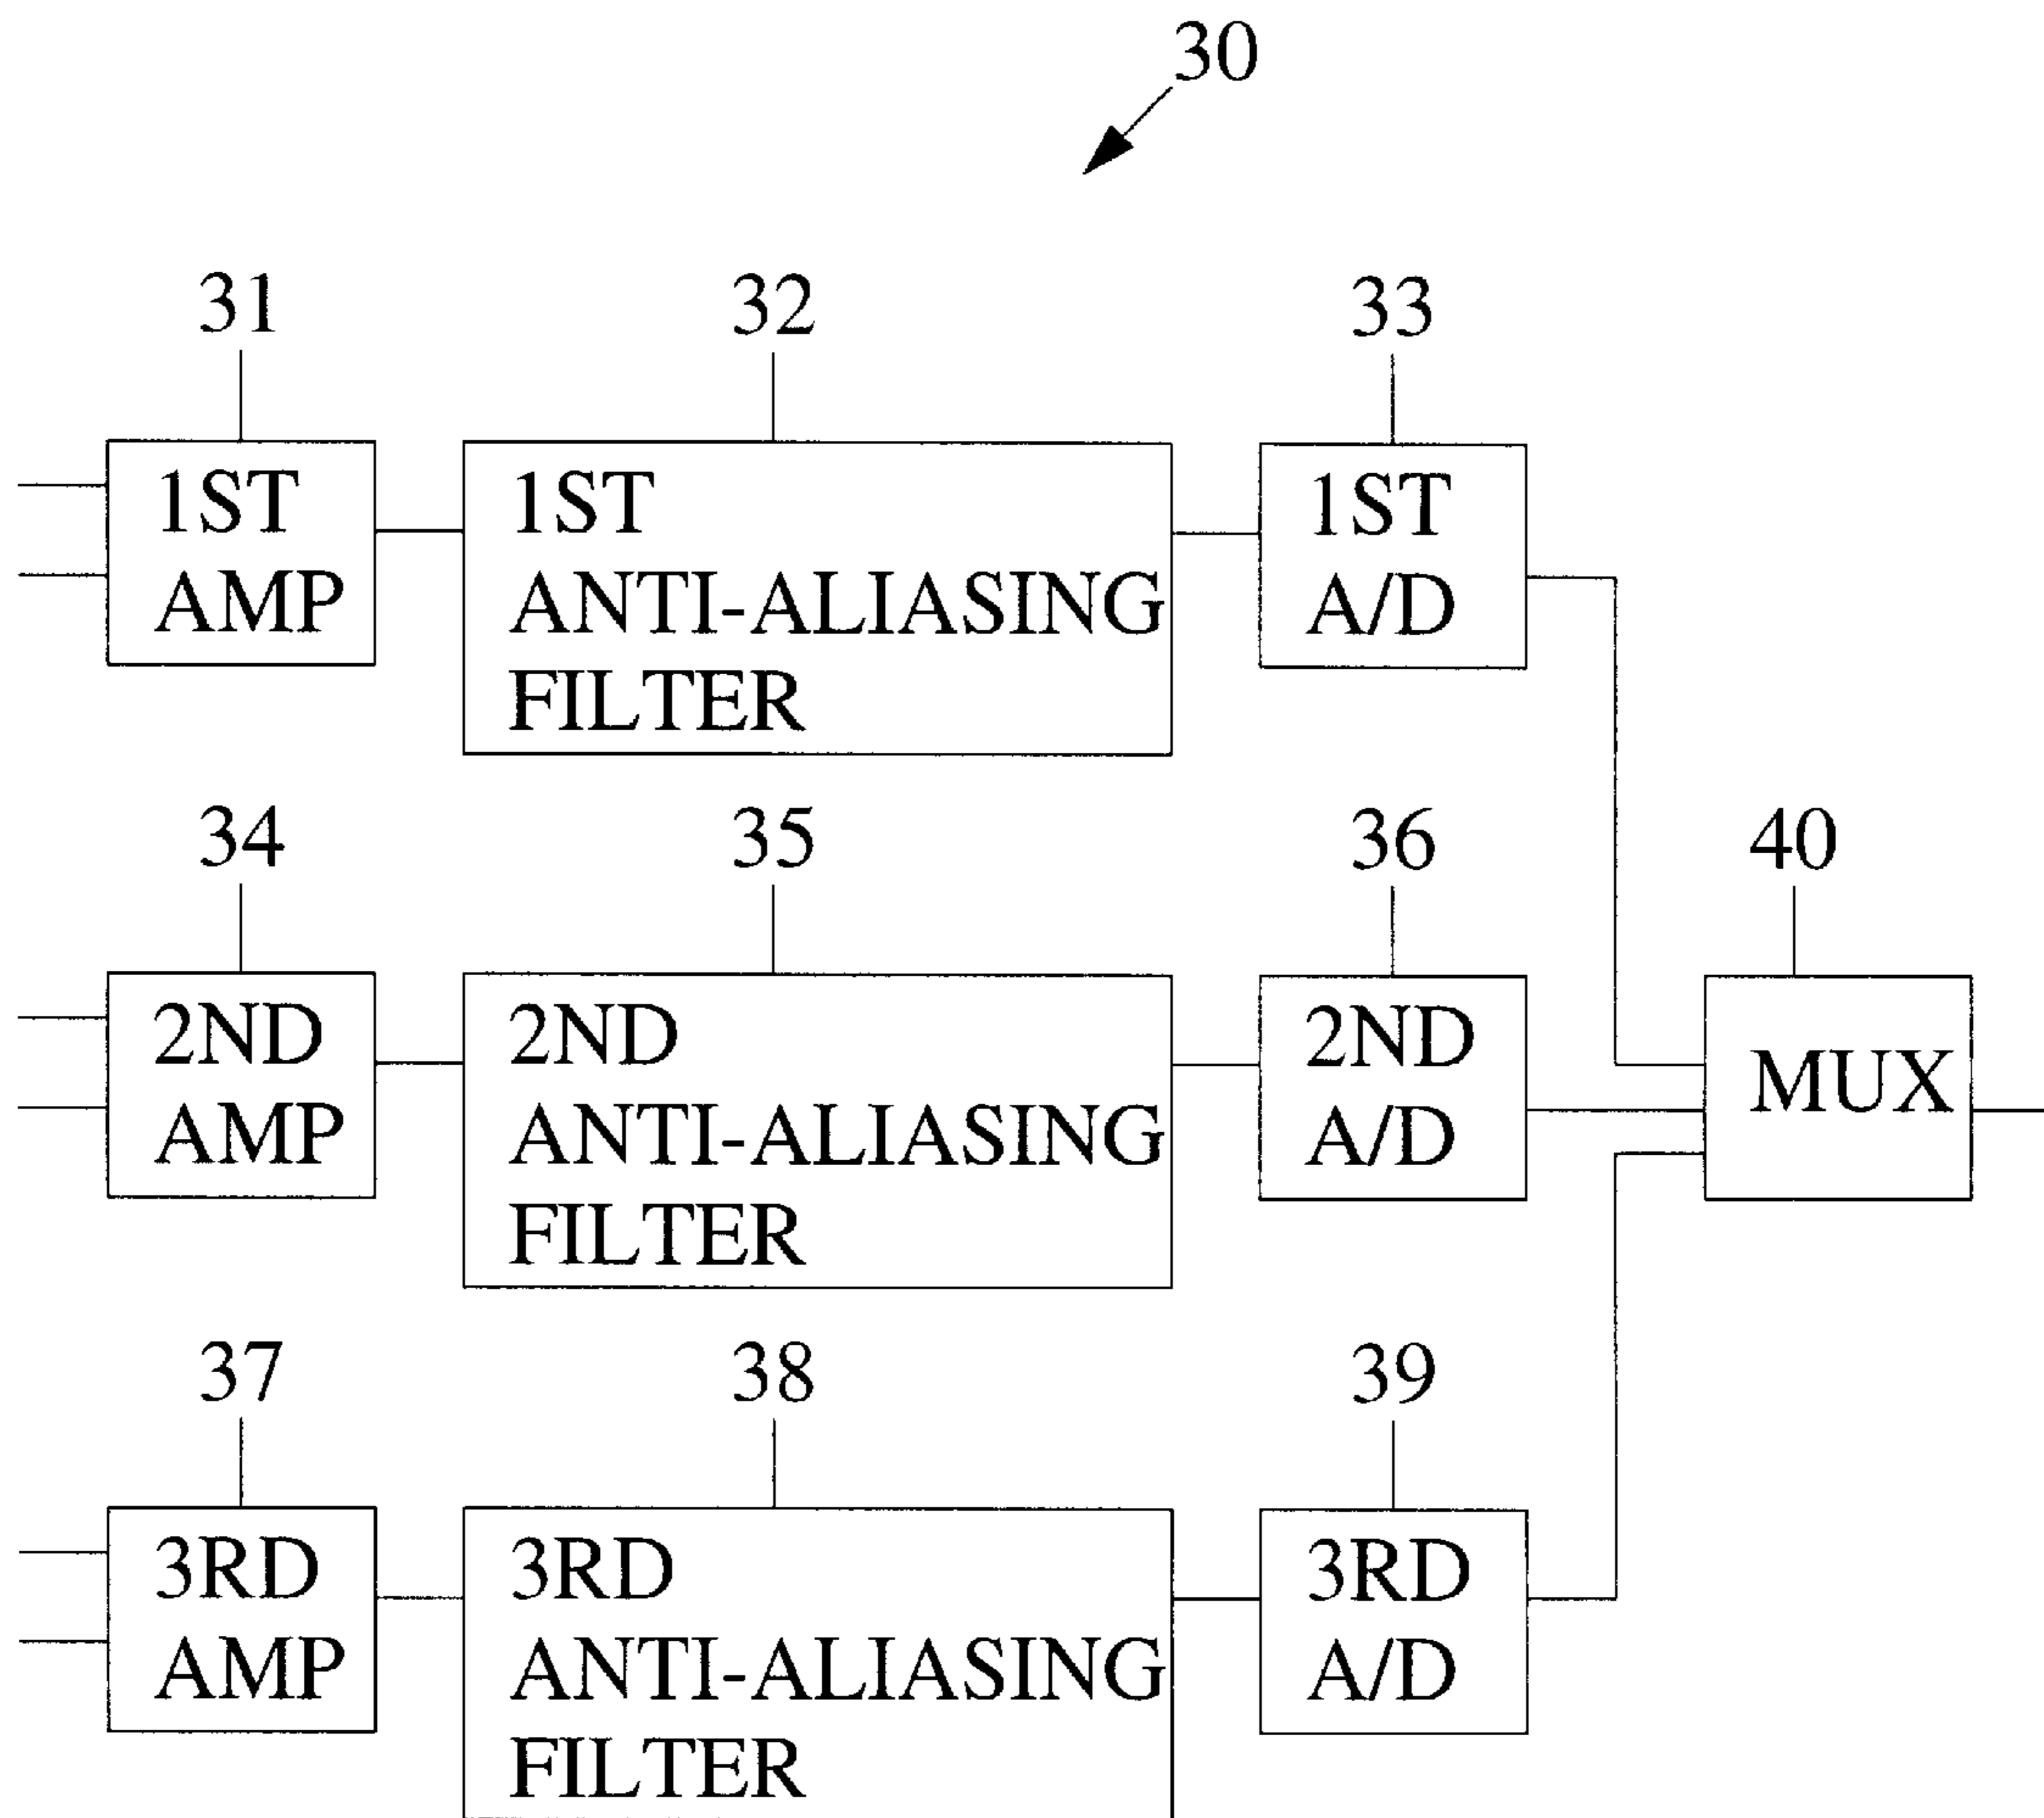 30
31 32 33
1ST
AMP
1ST
ANTI-ALIASING
FILTER
1ST
A/D
34 35 36 40
2ND
AMP
2ND
ANTI-ALIASING
FILTER
2ND
A/D
MUX
37 38 39
3RD
AMP
3RD
ANTI-ALIASING
FILTER
3RD
A/D